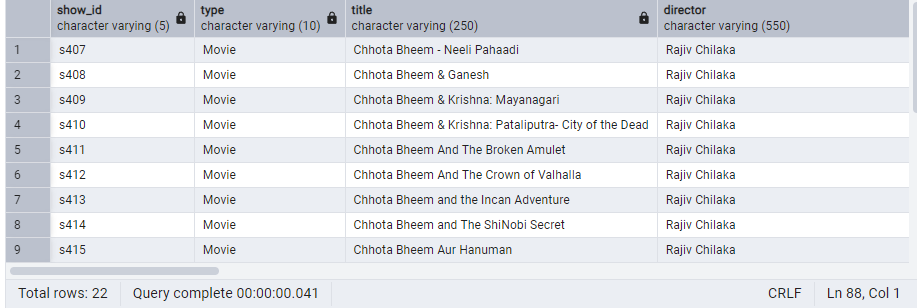 show_id type title director
character varying (5) character varying (10) character varying (250) character varying (550)
1 s407 Movie Chhota Bheem - Neeli Pahaadi Rajiv Chilaka
2 s408 Movie Chhota Bheem & Ganesh Rajiv Chilaka
3 s409 Movie Chhota Bheem & Krishna: Mayanagari Rajiv Chilaka
4 s410 Movie Chhota Bheem & Krishna: Pataliputra- City of the Dead Rajiv Chilaka
5 s411 Movie Chhota Bheem And The Broken Amulet Rajiv Chilaka
6 s412 Movie Chhota Bheem And The Crown of Valhalla Rajiv Chilaka
7 s413 Movie Chhota Bheem and the Incan Adventure Rajiv Chilaka
8 s414 Movie Chhota Bheem and The ShiNobi Secret Rajiv Chilaka
9 s415 Movie Chhota Bheem Aur Hanuman Rajiv Chilaka
Total rows: 22 Query complete 00:00:00.041 CRLF Ln 88, Col 1